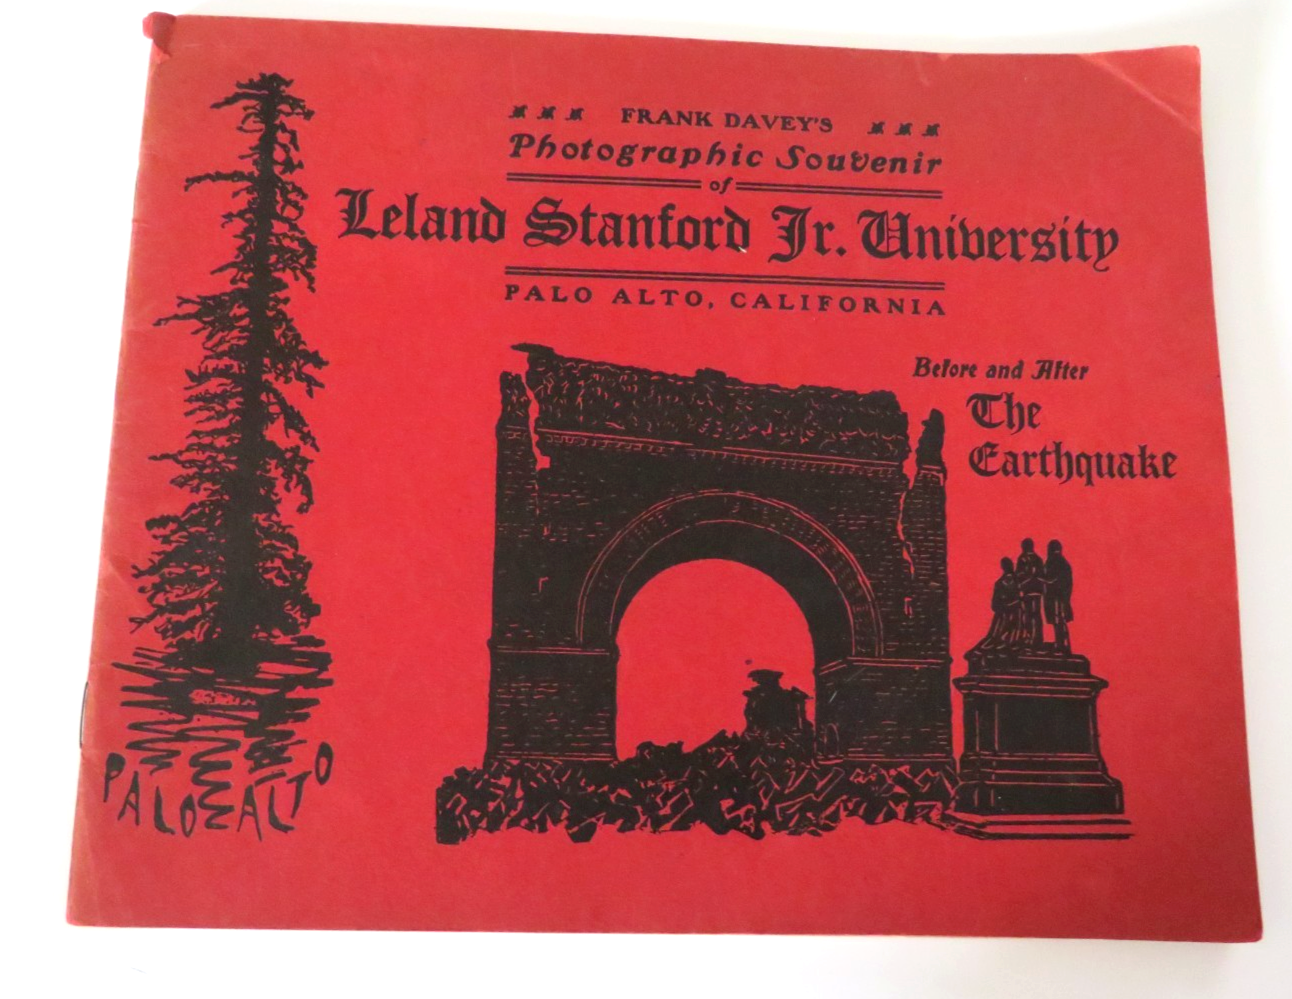 FRANK DAVEY'S
Photographic Souvenir
of
Leland Stanford Jr. University
PALO ALTO, CALIFORNIA
Before and After
The
Earthquake
PALO ALTO